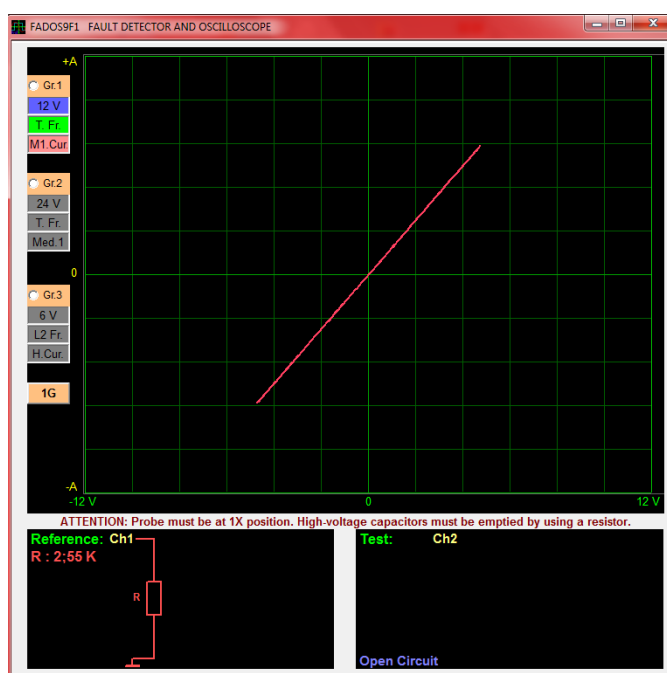 FADOS9F1 FAULT DETECTOR AND OSCILLOSCOPE
+A
Gr.1
12 V
T. Fr.
M1.Cur
Gr.2
24 V
T. Fr.
Med.1
0
Gr.3
6 V
L2 Fr.
H.Cur.
1G
-A
-12 V 0 12 V
ATTENTION: Probe must be at 1X position. High-voltage capacitors must be emptied by using a resistor.
Reference: Ch1
R : 2;55 K
R
Test: Ch2
Open Circuit